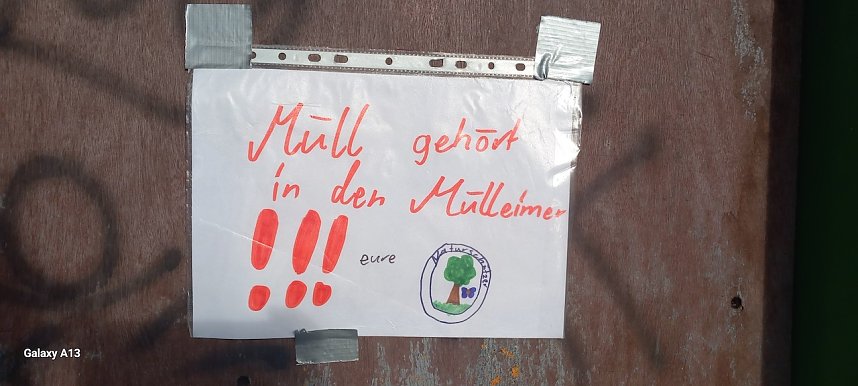 Müll gehört
in den Mülleimer
!!! eure
Naturschützer
Galaxy A13